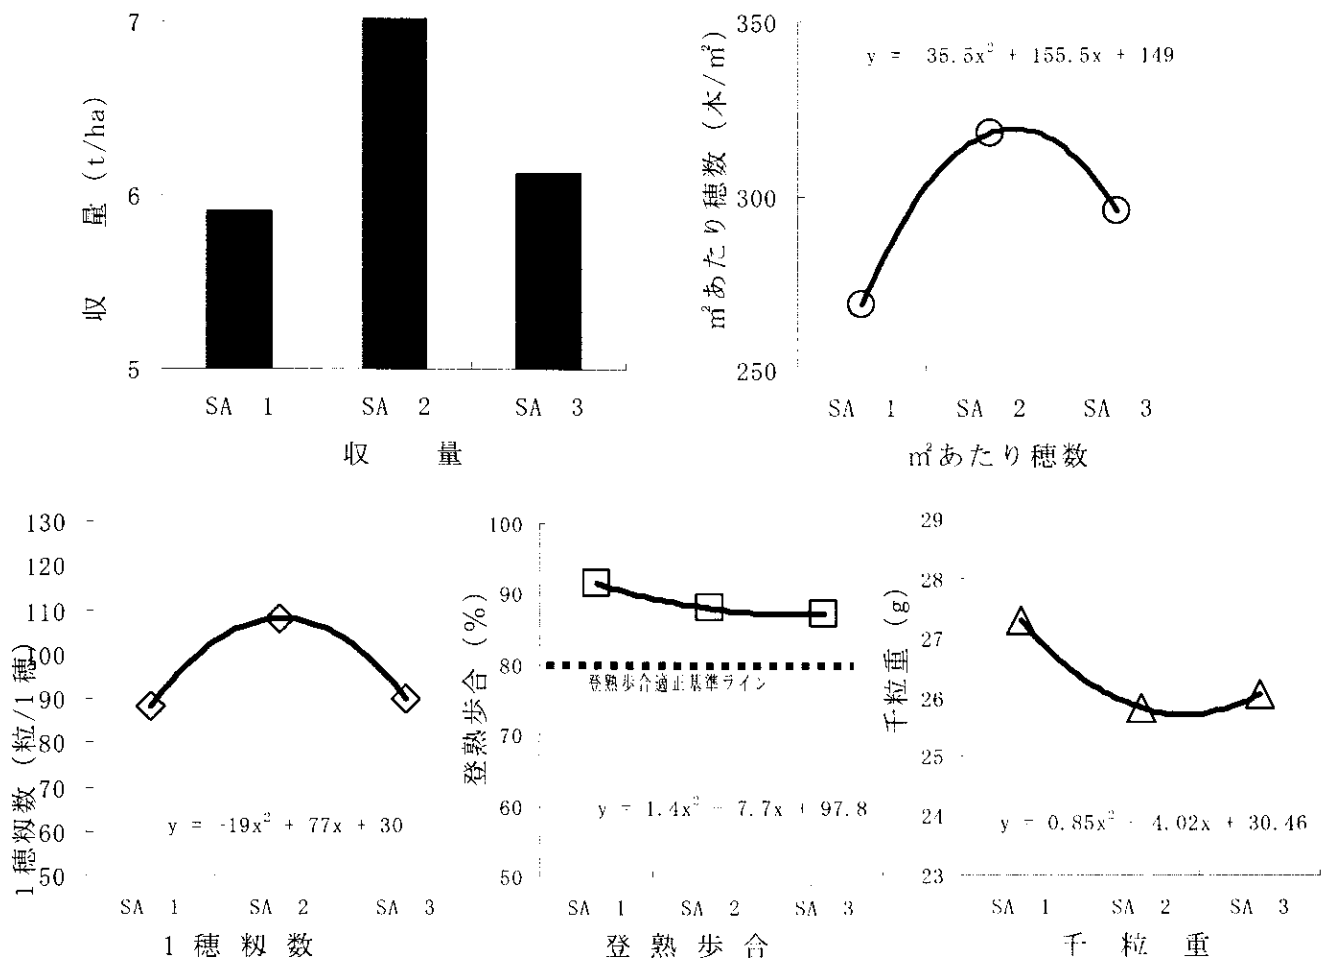 収 量 (t/ha)
7
6
5
SA 1
SA 2
SA 3
収 量
㎡あたり穂数 (本/㎡)
350
300
250
y = 35.5x² + 155.5x + 149
SA 1
SA 2
SA 3
㎡あたり穂数
1穂籾数 (粒/1穂)
130
120
110
100
90
80
70
60
50
y = -19x² + 77x + 30
SA 1
SA 2
SA 3
1 穂 籾 数
登熟歩合 (%)
100
90
80
70
60
50
登熟歩合適正基準ライン
y = 1.4x² - 7.7x + 97.8
SA 1
SA 2
SA 3
登 熟 歩 合
千粒重 (g)
29
28
27
26
25
24
23
y = 0.85x² - 4.02x + 30.46
SA 1
SA 2
SA 3
千 粒 重